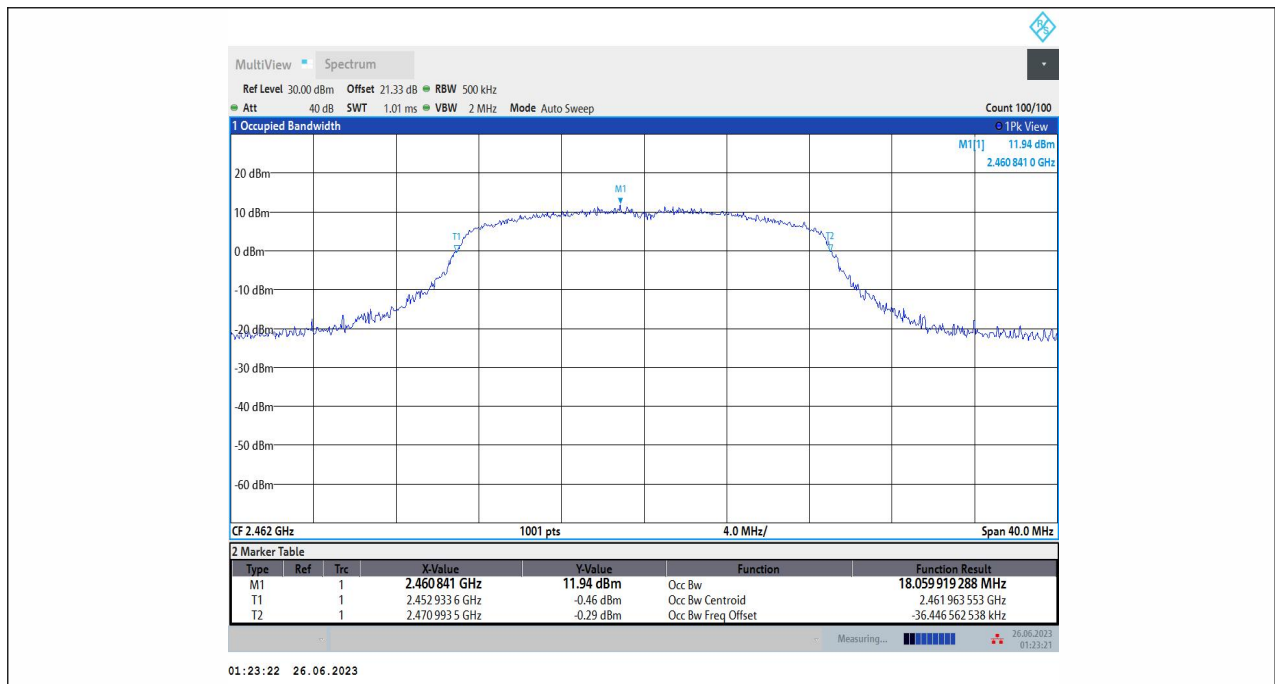 R S
MultiView Spectrum
Ref Level 30.00 dBm Offset 21.33 dB RBW 500 kHz
Att 40 dB SWT 1.01 ms VBW 2 MHz Mode Auto Sweep Count 100/100
1 Occupied Bandwidth 1Pk View
M1[1] 11.94 dBm
2.460 841 0 GHz
20 dBm
M1
10 dBm
T1 T2
0 dBm
-10 dBm
-20 dBm
-30 dBm
-40 dBm
-50 dBm
-60 dBm
CF 2.462 GHz 1001 pts 4.0 MHz/ Span 40.0 MHz
2 Marker Table
Type Ref Trc X-Value Y-Value Function Function Result
M1 1 2.460 841 GHz 11.94 dBm Occ Bw 18.059 919 288 MHz
T1 1 2.452 933 6 GHz -0.46 dBm Occ Bw Centroid 2.461 963 553 GHz
T2 1 2.470 993 5 GHz -0.29 dBm Occ Bw Freq Offset -36.446 562 538 kHz
Measuring... 26.06.2023
01:23:21
01:23:22 26.06.2023